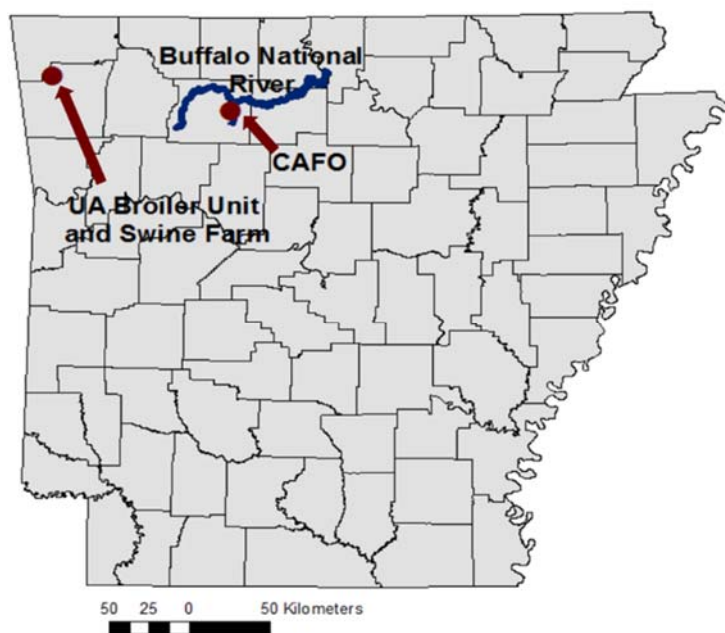 Buffalo National
River
CAFO
UA Broiler Unit
and Swine Farm
50 25 0 50 Kilometers